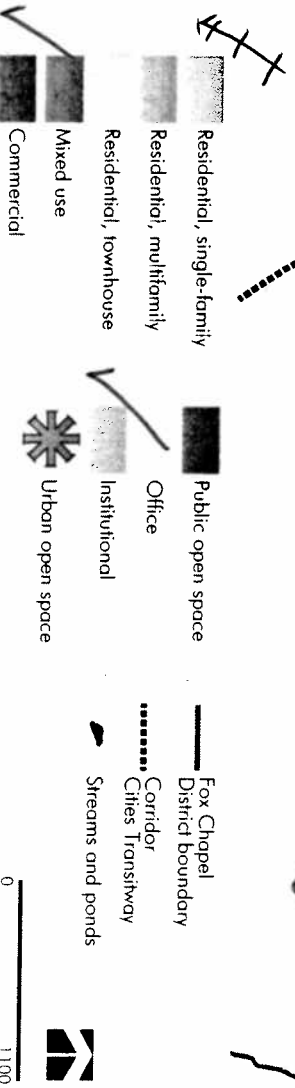 Residential, single-family
Residential, multifamily
Residential, townhouse
Mixed use
Commercial
Public open space
Office
Institutional
Urban open space
Fox Chapel
District boundary
Corridor
Cities Transitway
Streams and ponds
0
1100